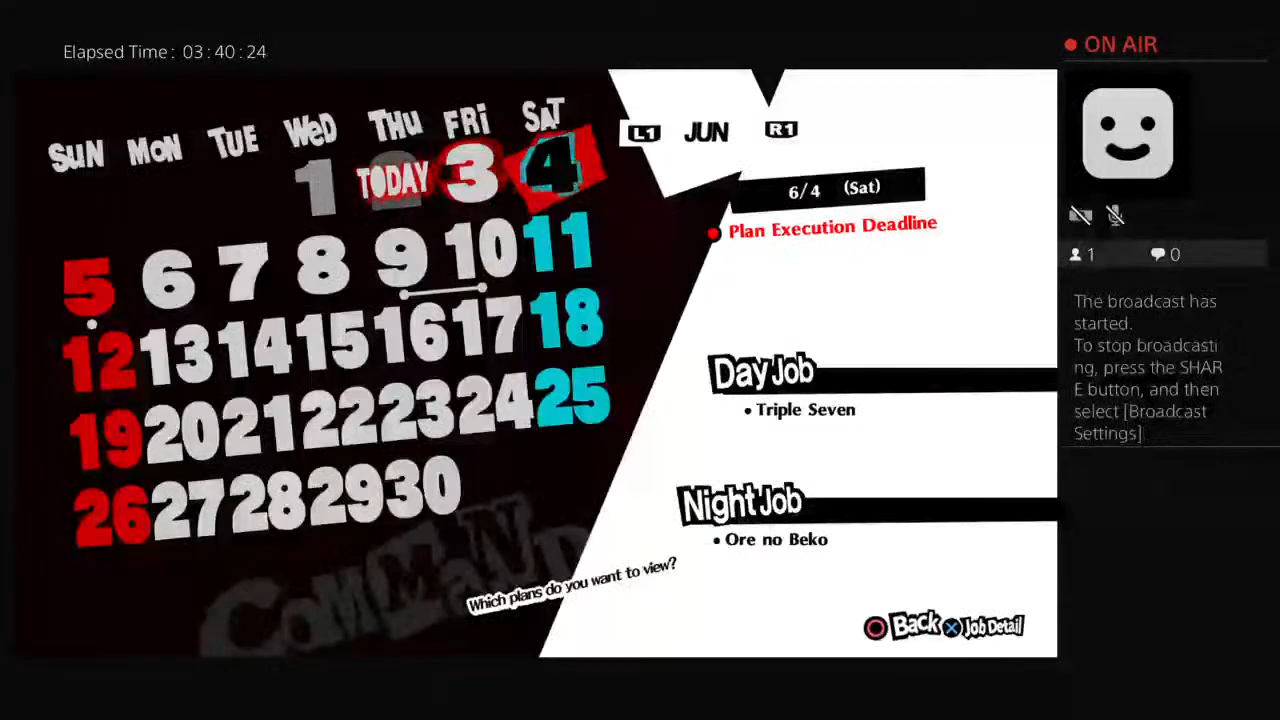 Elapsed Time: 03:40:24
ON AIR
SUN MON TUE WED THU FRI SAT
1 2 TODAY 3 4
5 6 7 8 9 10 11
12 13 14 15 16 17 18
19 20 21 22 23 24 25
26 27 28 29 30
L1 JUN R1
6/4 (Sat)
Plan Execution Deadline
Day Job
• Triple Seven
Night Job
• Ore no Beko
COMMAND
Which plans do you want to view?
Back Job Detail
1 0
The broadcast has
started.
To stop broadcasti
ng, press the SHAR
E button, and then
select [Broadcast
Settings]